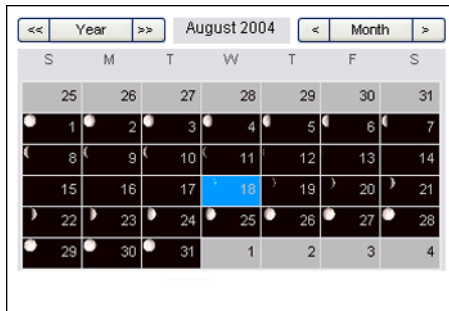 << Year >> August 2004 < Month >
S M T W T F S
25 26 27 28 29 30 31
1 2 3 4 5 6 7
8 9 10 11 12 13 14
15 16 17 18 19 20 21
22 23 24 25 26 27 28
29 30 31 1 2 3 4